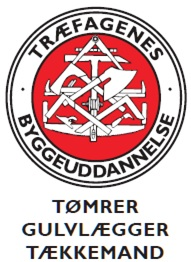 TRÆFAGENES
BYGGEUDDANNELSE
TØMRER
GULVLÆGGER
TÆKKEMAND